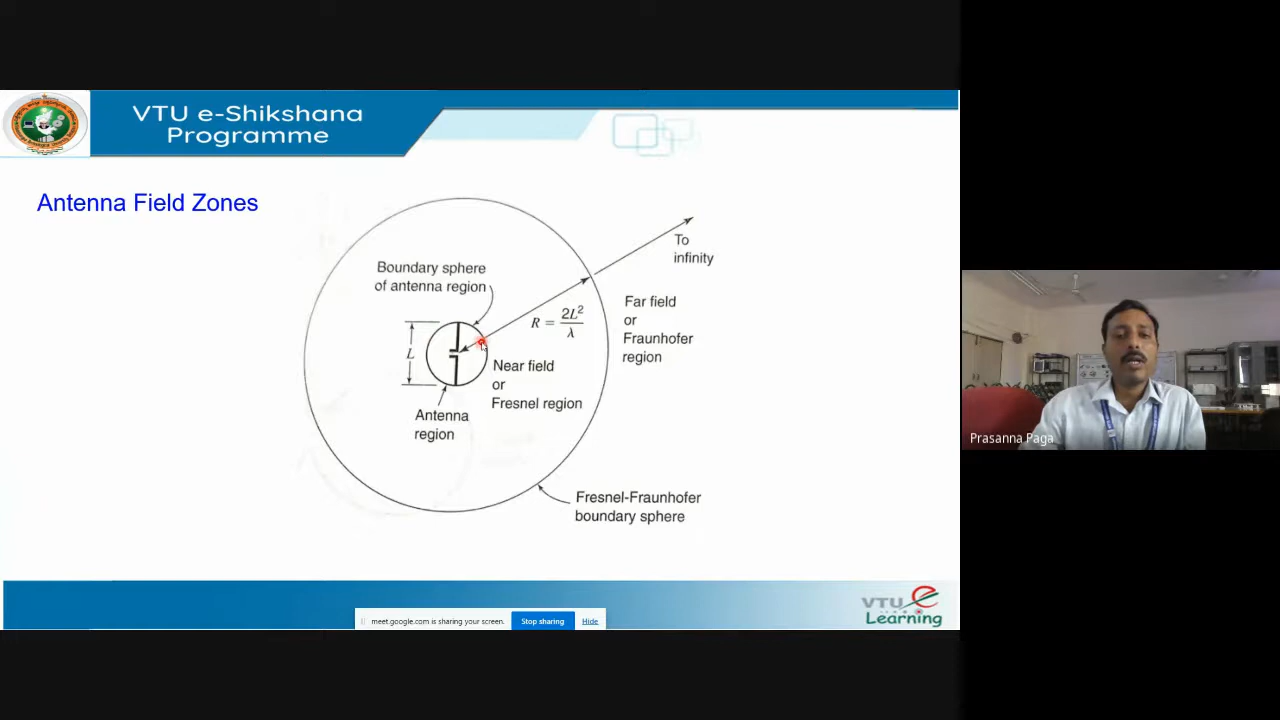 VTU e-Shikshana
Programme
Antenna Field Zones
To
infinity
Boundary sphere
of antenna region
R = 2L²/λ
Far field
or
Fraunhofer
region
L
Near field
or
Fresnel region
Antenna
region
Fresnel-Fraunhofer
boundary sphere
Prasanna Paga
VTU e
Learning
meet.google.com is sharing your screen.
Stop sharing
Hide